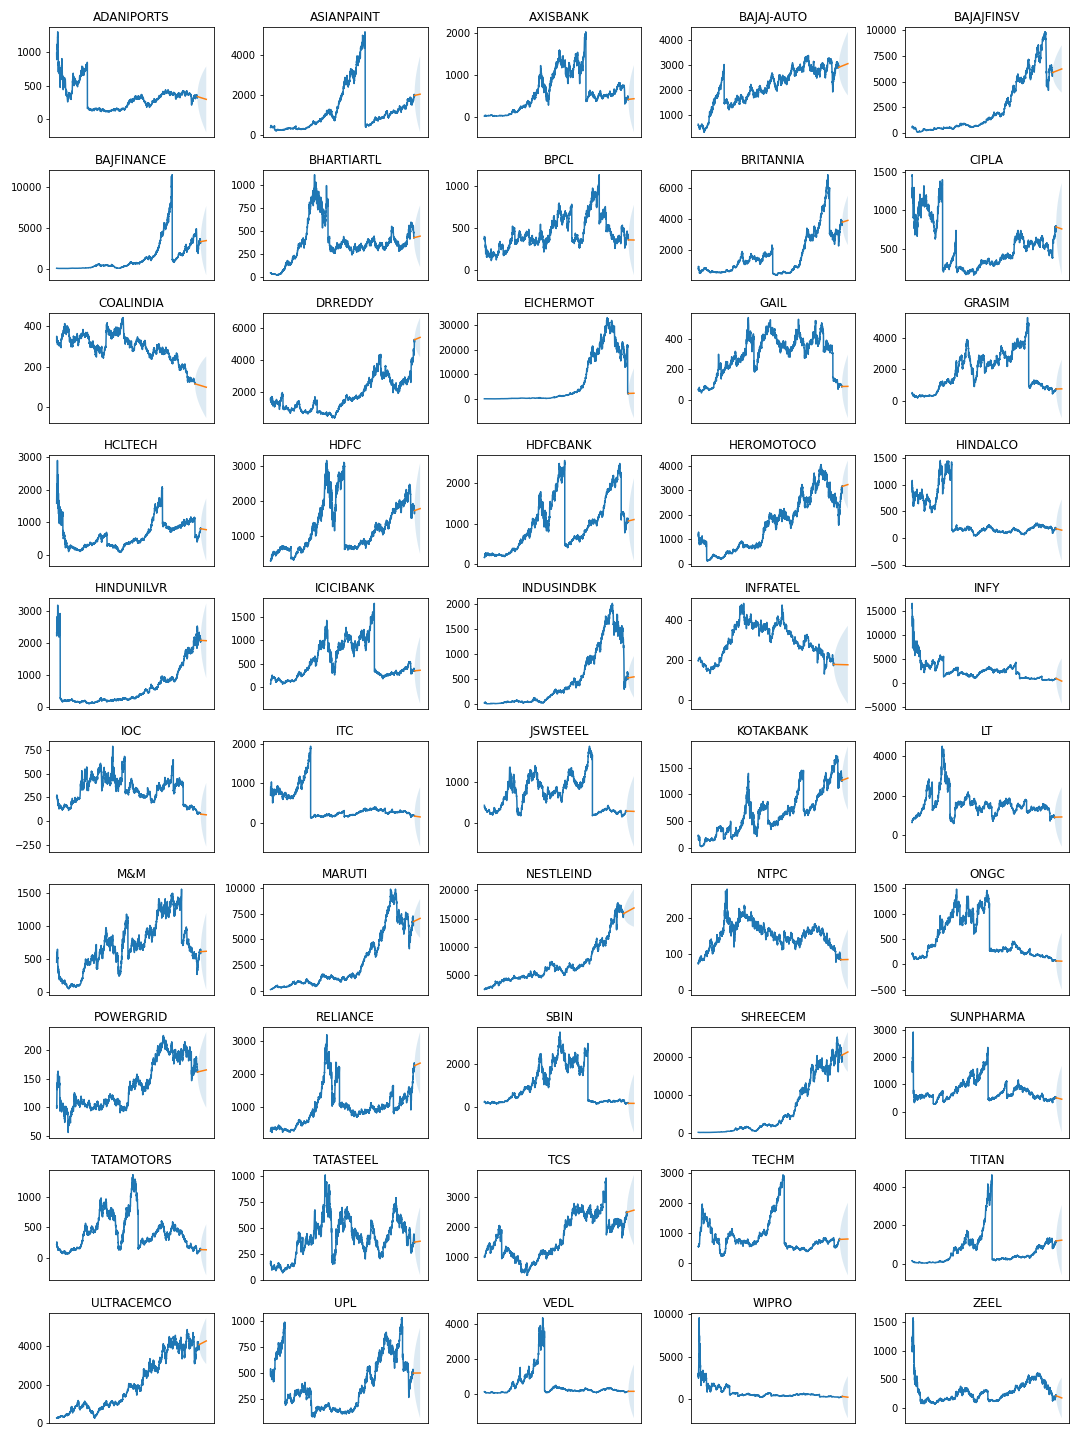 ADANIPORTS ASIANPAINT AXISBANK BAJAJ-AUTO BAJAJFINSV
1000 500 0
4000 2000 0
2000 1000 0
4000 3000 2000 1000
10000 7500 5000 2500 0
BAJFINANCE BHARTIARTL BPCL BRITANNIA CIPLA
10000 5000 0
1000 750 500 250 0
1000 500 0
6000 4000 2000
1500 1000 500
COALINDIA DRREDDY EICHERMOT GAIL GRASIM
400 200 0
6000 4000 2000
30000 20000 10000 0
400 200 0
4000 2000 0
HCLTECH HDFC HDFCBANK HEROMOTOCO HINDALCO
3000 2000 1000 0
3000 2000 1000
2000 1000 0
4000 3000 2000 1000 0
1500 1000 500 0 −500
HINDUNILVR ICICIBANK INDUSINDBK INFRATEL INFY
3000 2000 1000 0
1500 1000 500 0
2000 1500 1000 500 0
400 200 0
15000 10000 5000 0 −5000
IOC ITC JSWSTEEL KOTAKBANK LT
750 500 250 0 −250
2000 1000 0
1000 0
1500 1000 500 0
4000 2000 0
M&M MARUTI NESTLEIND NTPC ONGC
1500 1000 500 0
10000 7500 5000 2500 0
20000 15000 10000 5000
200 100 0
1500 1000 500 0 −500
POWERGRID RELIANCE SBIN SHREECEM SUNPHARMA
200 150 100 50
3000 2000 1000
2000 0
20000 10000 0
3000 2000 1000 0
TATAMOTORS TATASTEEL TCS TECHM TITAN
1000 500 0
1000 750 500 250 0
3000 2000 1000
3000 2000 1000 0
4000 2000 0
ULTRACEMCO UPL VEDL WIPRO ZEEL
4000 2000 0
1000 750 500 250
4000 2000 0
10000 5000 0
1500 1000 500 0